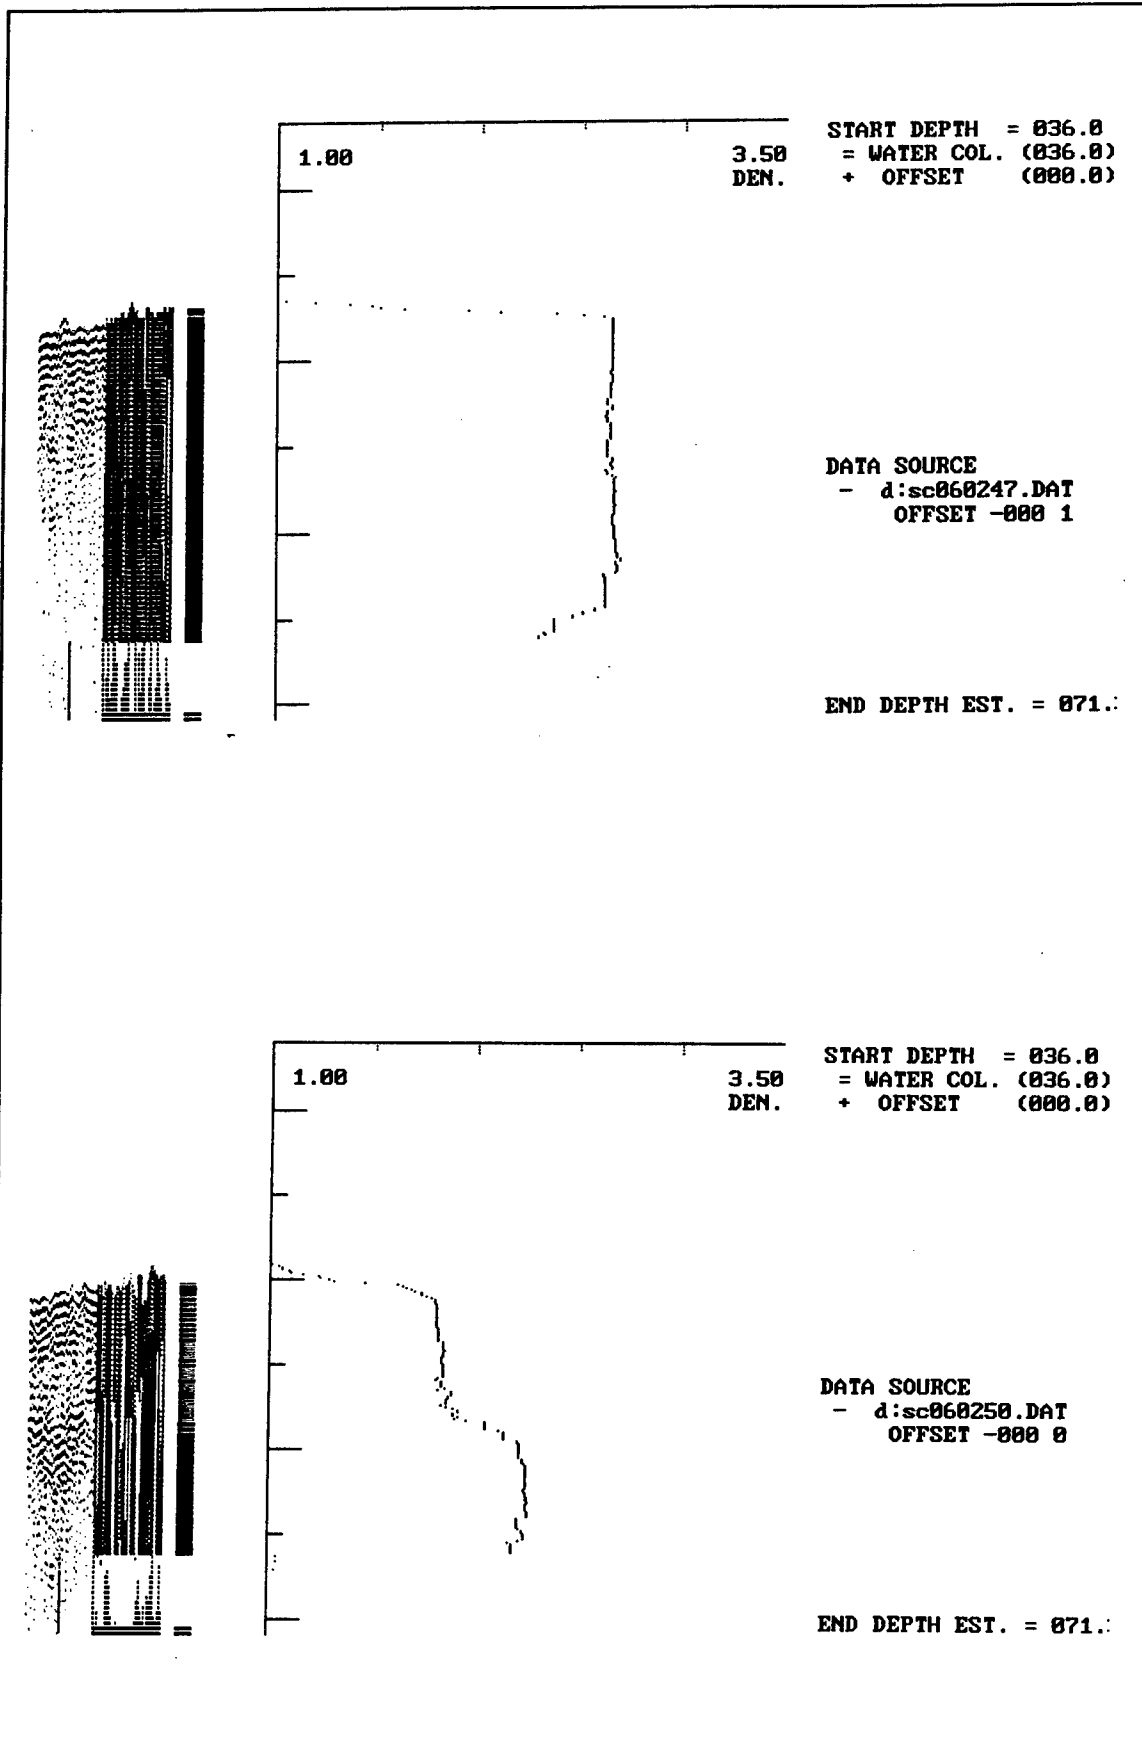 1.00
3.50
DEN.
START DEPTH = 036.0
= WATER COL. (036.0)
+ OFFSET (000.0)
DATA SOURCE
- d:sc060247.DAT
OFFSET -000 1
END DEPTH EST. = 071.
1.00
3.50
DEN.
START DEPTH = 036.0
= WATER COL. (036.0)
+ OFFSET (000.0)
DATA SOURCE
- d:sc060250.DAT
OFFSET -000 0
END DEPTH EST. = 071.